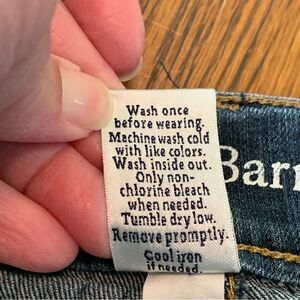 Wash once
before wearing.
Machine wash cold
with like colors.
Wash inside out.
Only non-
chlorine bleach
when needed.
Tumble dry low.
Remove promptly.
Cool iron
if needed.